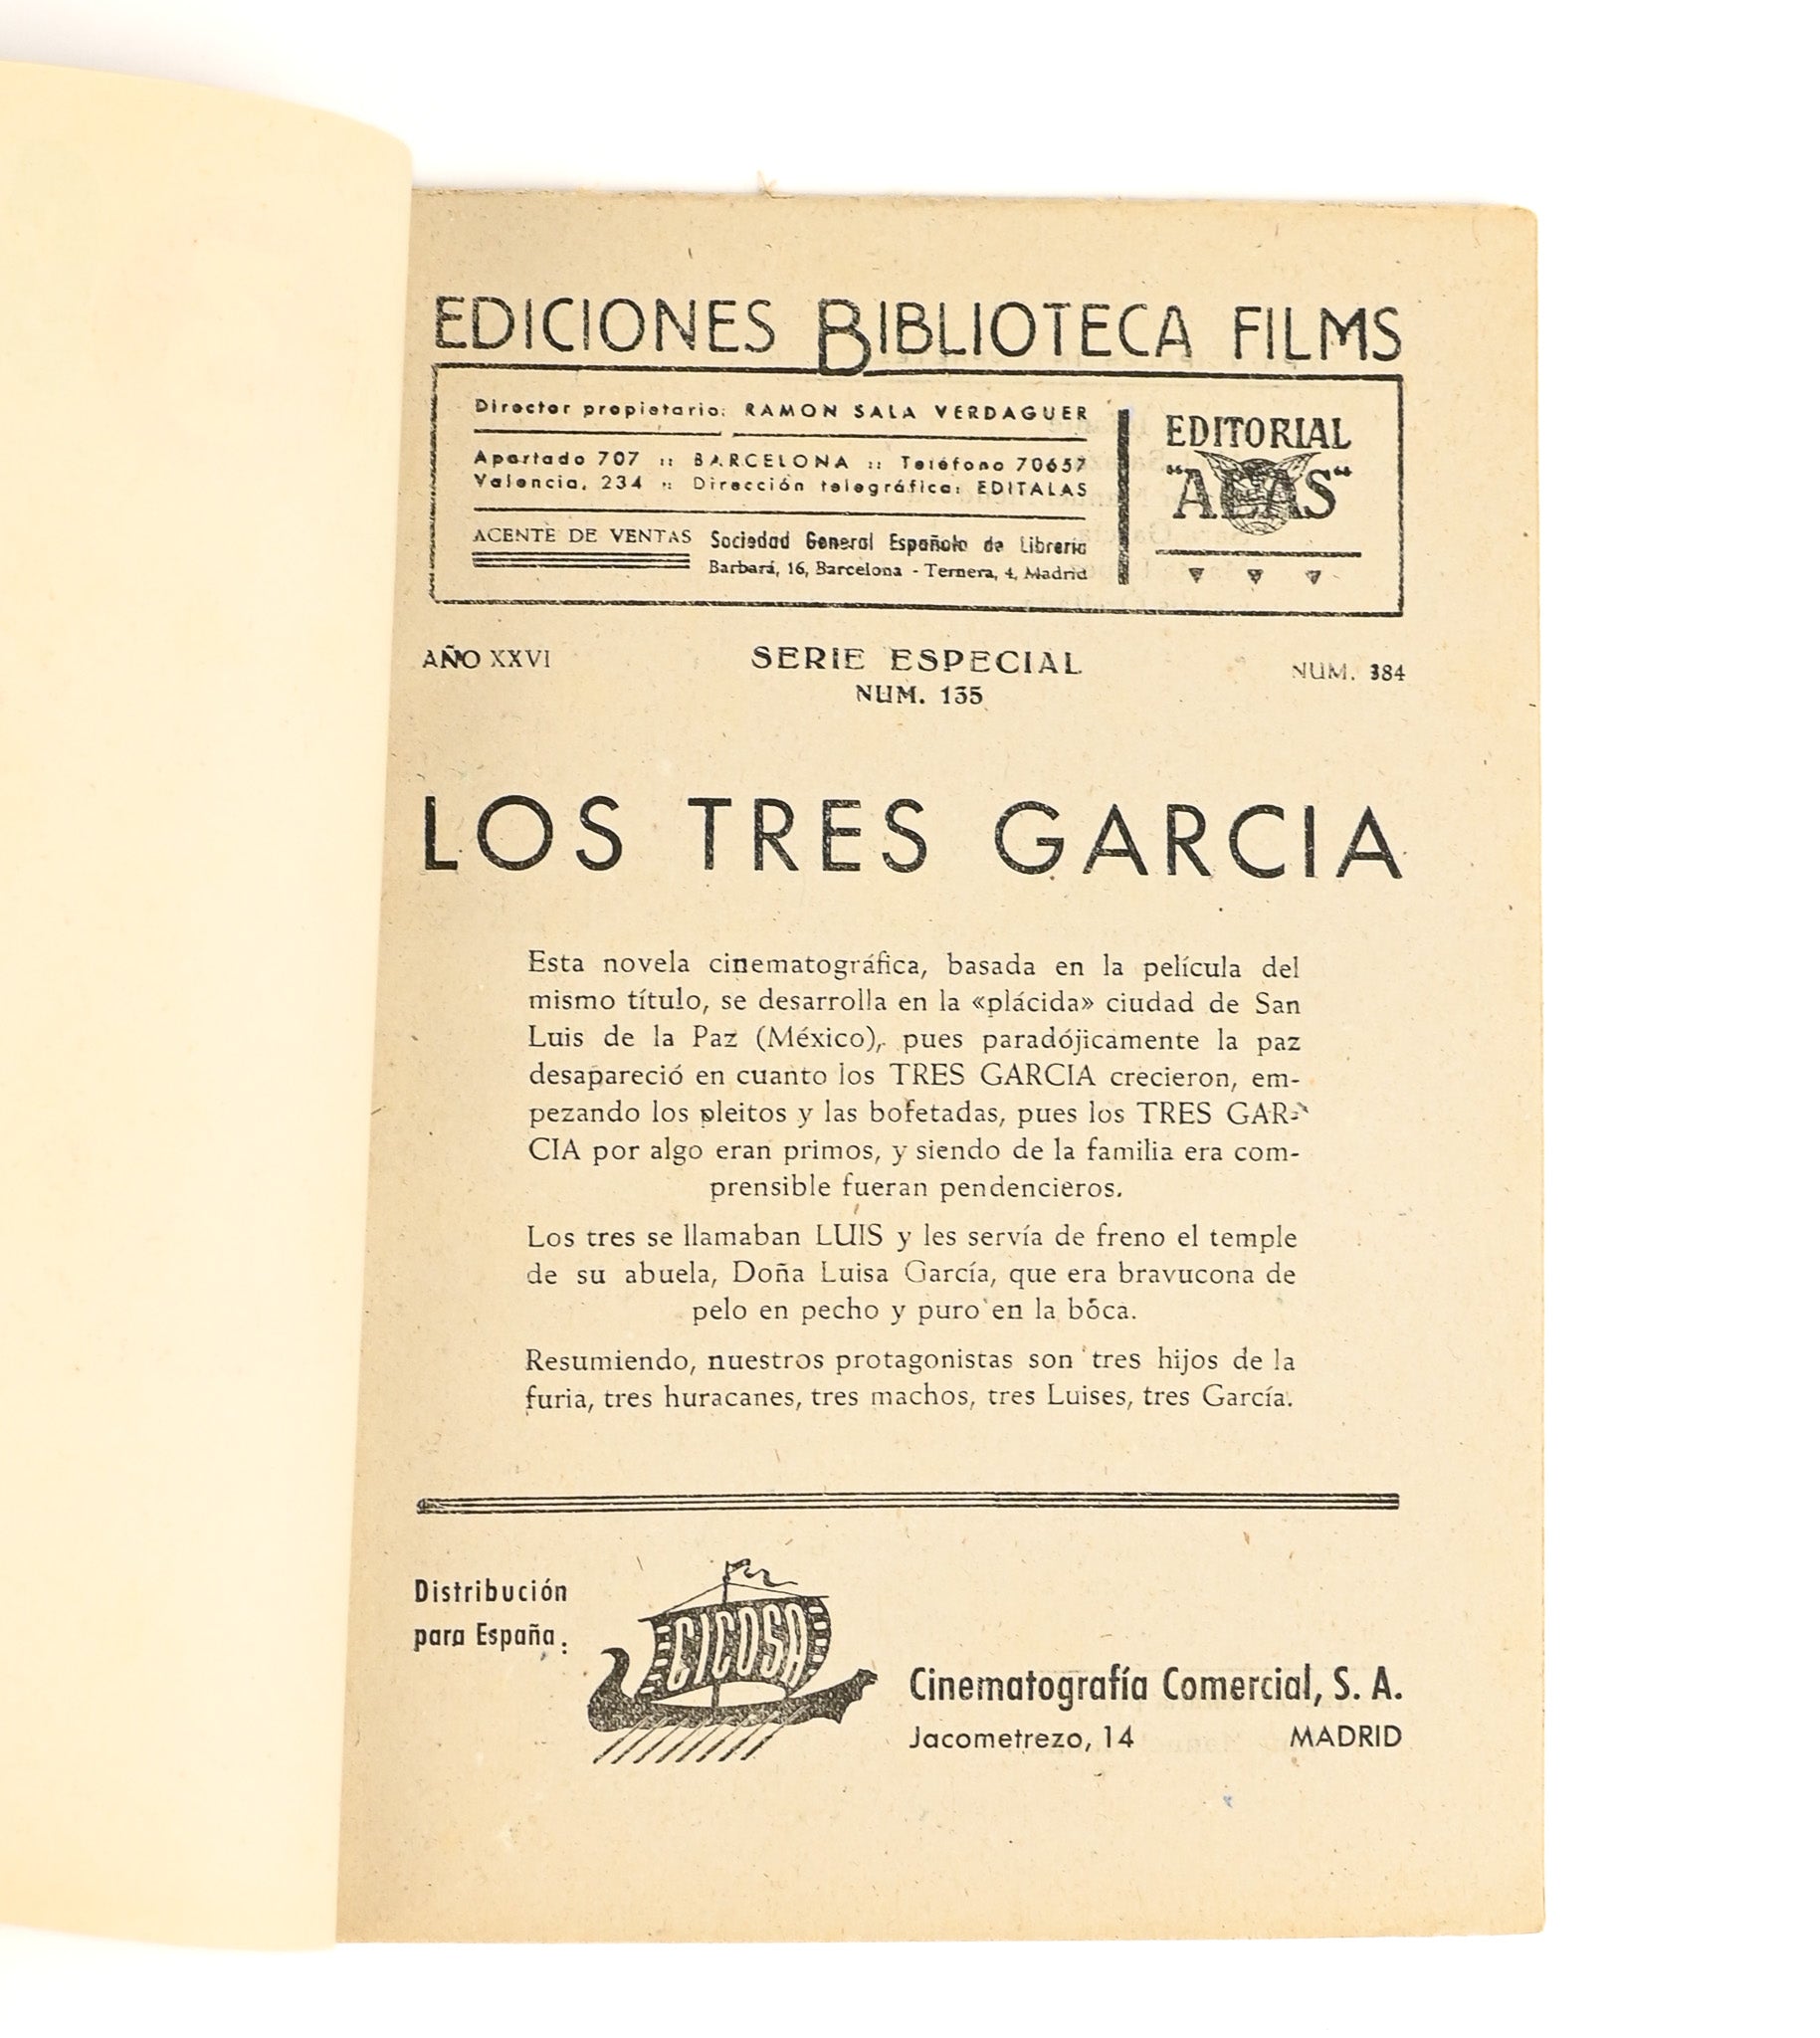 EDICIONES BIBLIOTECA FILMS
Director propietario: RAMON SALA VERDAGUER
Apartado 707 :: BARCELONA :: Teléfono 70657
Valencia, 234 :: Dirección telegráfica: EDITALAS
AGENTE DE VENTAS Sociedad General Española de Librería
Barbará, 16, Barcelona - Ternera, 4, Madrid
EDITORIAL
"ALAS"
AÑO XXVI
SERIE ESPECIAL
NUM. 135
NUM. 384
LOS TRES GARCIA
Esta novela cinematográfica, basada en la película del
mismo título, se desarrolla en la «plácida» ciudad de San
Luis de la Paz (México), pues paradójicamente la paz
desapareció en cuanto los TRES GARCIA crecieron, em-
pezando los pleitos y las bofetadas, pues los TRES GAR-
CIA por algo eran primos, y siendo de la familia era com-
prensible fueran pendencieros.
Los tres se llamaban LUIS y les servía de freno el temple
de su abuela, Doña Luisa García, que era bravucona de
pelo en pecho y puro en la boca.
Resumiendo, nuestros protagonistas son tres hijos de la
furia, tres huracanes, tres machos, tres Luises, tres García.
Distribución
para España:
CICOSA
Cinematografía Comercial, S. A.
Jacometrezo, 14 MADRID